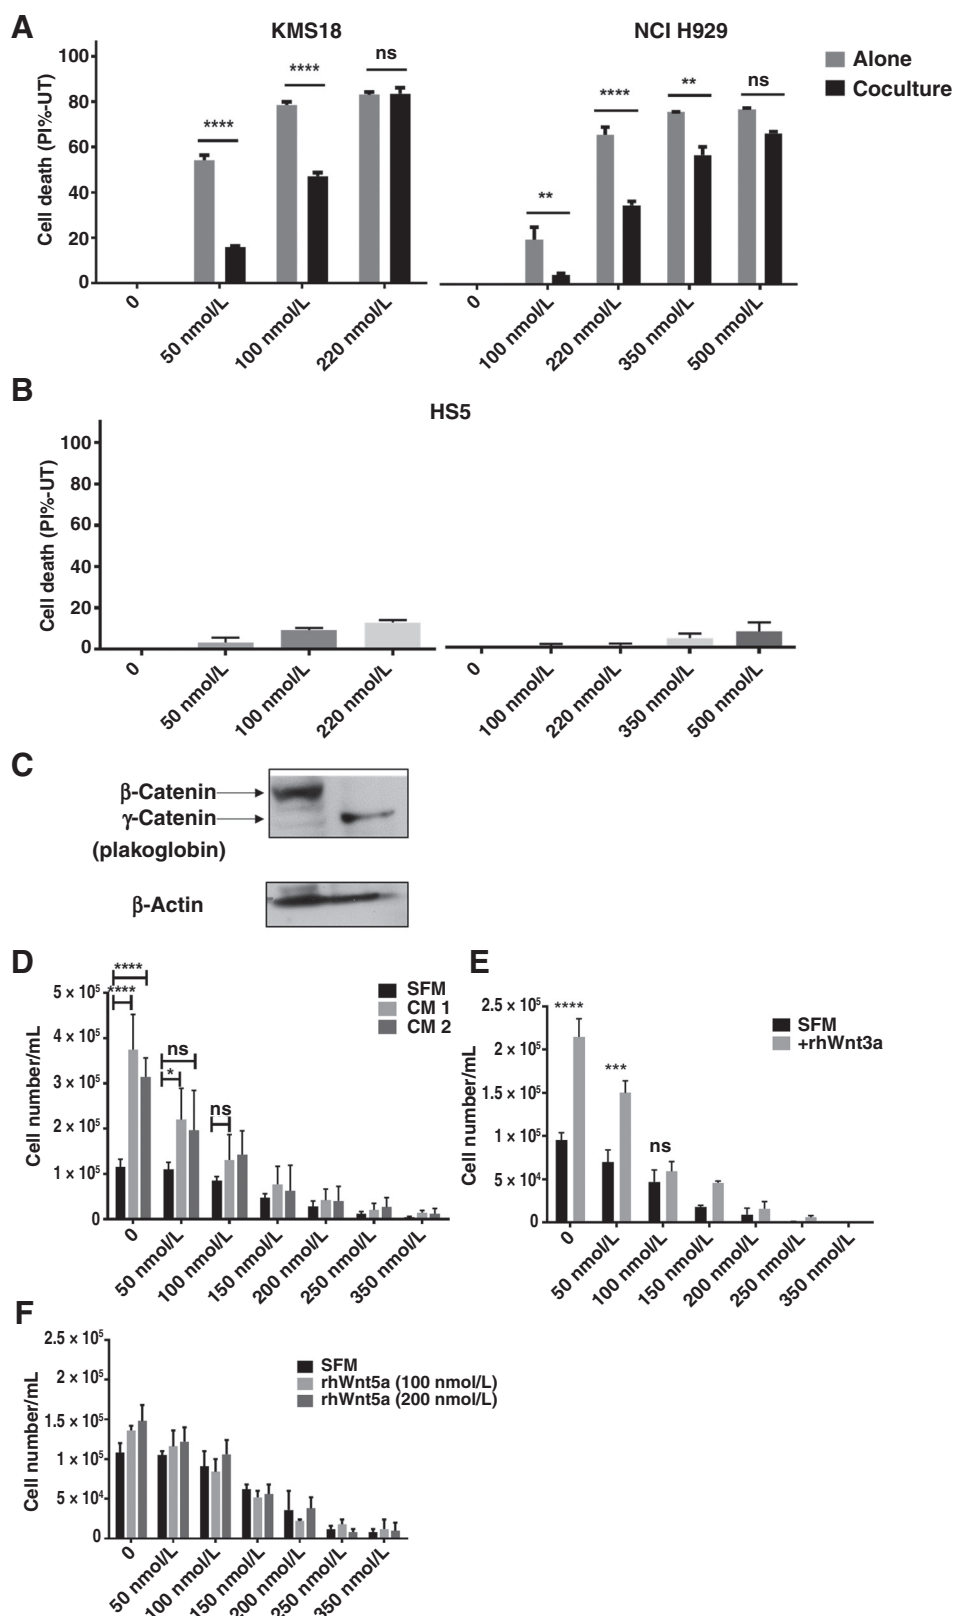 A
KMS18
NCI H929
Alone
Coculture
Cell death (PI%-UT)
100
80
60
40
20
0
****
****
ns
**
****
**
ns
0
50 nmol/L
100 nmol/L
220 nmol/L
0
100 nmol/L
220 nmol/L
350 nmol/L
500 nmol/L
B
HS5
Cell death (PI%-UT)
100
80
60
40
20
0
0
50 nmol/L
100 nmol/L
220 nmol/L
0
100 nmol/L
220 nmol/L
350 nmol/L
500 nmol/L
C
β-Catenin
γ-Catenin
(plakoglobin)
β-Actin
D
Cell number/mL
5 × 10⁵
4 × 10⁵
3 × 10⁵
2 × 10⁵
1 × 10⁵
0
****
****
ns
*
ns
SFM
CM 1
CM 2
0
50 nmol/L
100 nmol/L
150 nmol/L
200 nmol/L
250 nmol/L
350 nmol/L
E
Cell number/mL
2.5 × 10⁵
2 × 10⁵
1.5 × 10⁵
1 × 10⁵
5 × 10⁴
0
****
***
ns
SFM
+rhWnt3a
0
50 nmol/L
100 nmol/L
150 nmol/L
200 nmol/L
250 nmol/L
350 nmol/L
F
Cell number/mL
2.5 × 10⁵
2 × 10⁵
1.5 × 10⁵
1 × 10⁵
5 × 10⁴
0
SFM
rhWnt5a (100 nmol/L)
rhWnt5a (200 nmol/L)
0
50 nmol/L
100 nmol/L
150 nmol/L
200 nmol/L
250 nmol/L
350 nmol/L